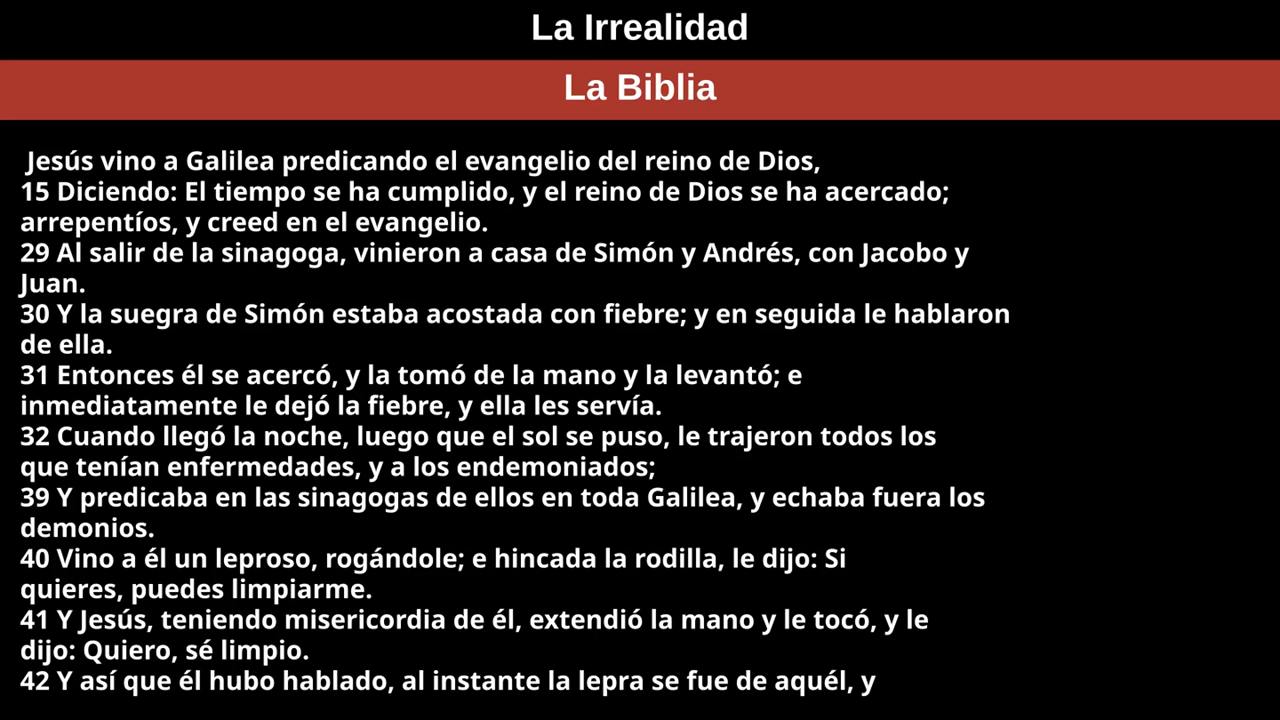 La Irrealidad
La Biblia
Jesús vino a Galilea predicando el evangelio del reino de Dios,
15 Diciendo: El tiempo se ha cumplido, y el reino de Dios se ha acercado;
arrepentíos, y creed en el evangelio.
29 Al salir de la sinagoga, vinieron a casa de Simón y Andrés, con Jacobo y
Juan.
30 Y la suegra de Simón estaba acostada con fiebre; y en seguida le hablaron
de ella.
31 Entonces él se acercó, y la tomó de la mano y la levantó; e
inmediatamente le dejó la fiebre, y ella les servía.
32 Cuando llegó la noche, luego que el sol se puso, le trajeron todos los
que tenían enfermedades, y a los endemoniados;
39 Y predicaba en las sinagogas de ellos en toda Galilea, y echaba fuera los
demonios.
40 Vino a él un leproso, rogándole; e hincada la rodilla, le dijo: Si
quieres, puedes limpiarme.
41 Y Jesús, teniendo misericordia de él, extendió la mano y le tocó, y le
dijo: Quiero, sé limpio.
42 Y así que él hubo hablado, al instante la lepra se fue de aquél, y